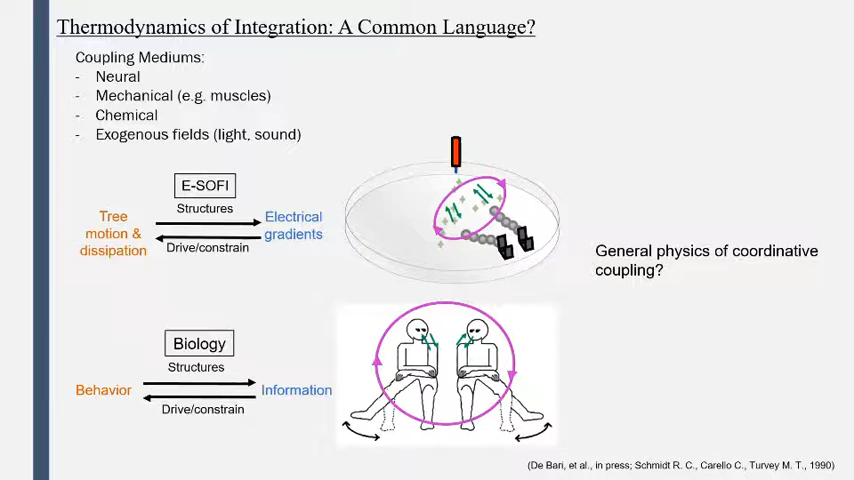 Thermodynamics of Integration: A Common Language?
Coupling Mediums:
- Neural
- Mechanical (e.g. muscles)
- Chemical
- Exogenous fields (light, sound)
E-SOFI
Structures
Tree
motion &
dissipation
Electrical
gradients
Drive/constrain
General physics of coordinative
coupling?
Biology
Structures
Behavior
Information
Drive/constrain
(De Bari, et al., in press; Schmidt R. C., Carello C., Turvey M. T., 1990)